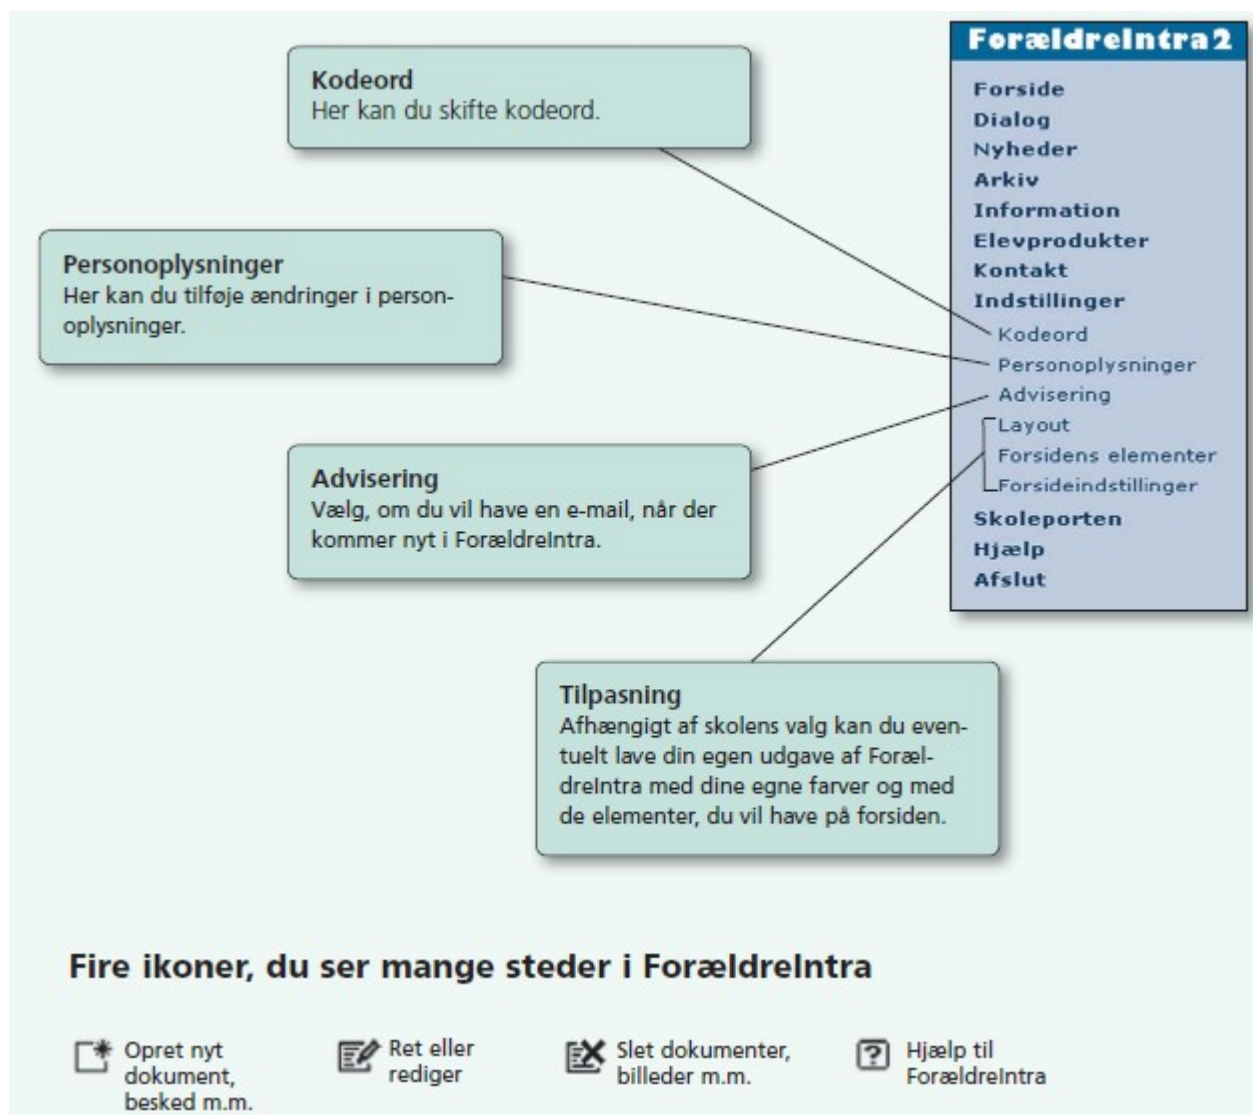 Kodeord
Her kan du skifte kodeord.
Personoplysninger
Her kan du tilføje ændringer i person-
oplysninger.
Advisering
Vælg, om du vil have en e-mail, når der
kommer nyt i ForældreIntra.
Tilpasning
Afhængigt af skolens valg kan du even-
tuelt lave din egen udgave af Foræl-
dreIntra med dine egne farver og med
de elementer, du vil have på forsiden.
ForældreIntra2
Forside
Dialog
Nyheder
Arkiv
Information
Elevprodukter
Kontakt
Indstillinger
Kodeord
Personoplysninger
Advisering
Layout
Forsidens elementer
Forsideindstillinger
Skoleporten
Hjælp
Afslut
Fire ikoner, du ser mange steder i ForældreIntra
Opret nyt
dokument,
besked m.m.
Ret eller
rediger
Slet dokumenter,
billeder m.m.
?
Hjælp til
ForældreIntra